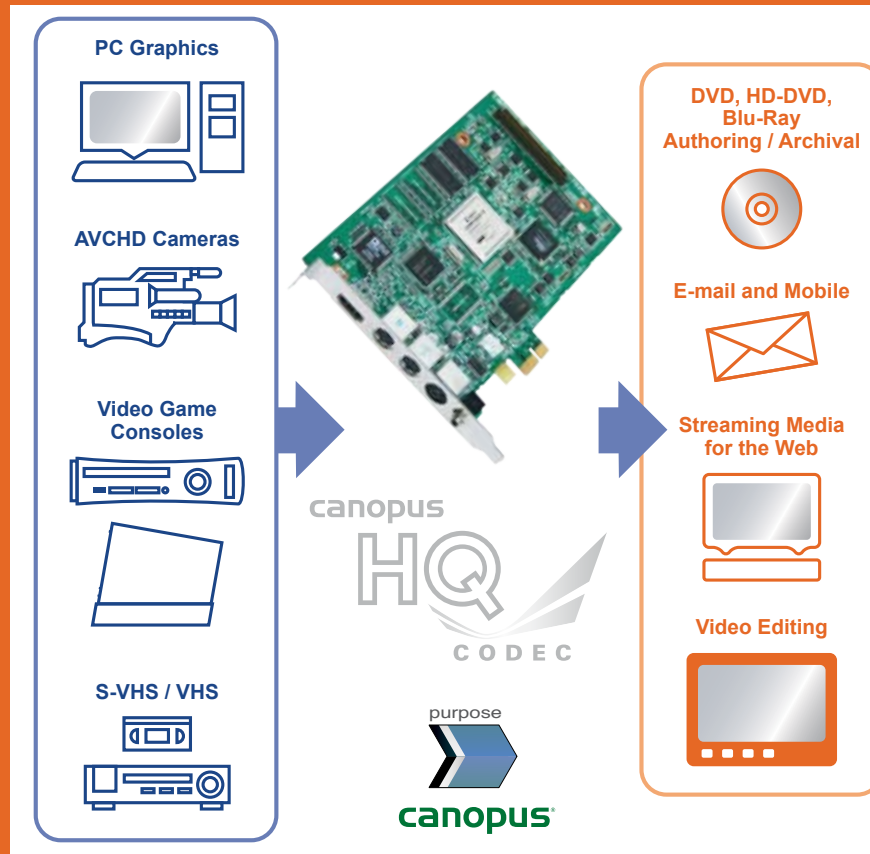 PC Graphics
AVCHD Cameras
Video Game
Consoles
S-VHS / VHS
canopus
HQ
CODEC
purpose
canopus
DVD, HD-DVD,
Blu-Ray
Authoring / Archival
E-mail and Mobile
Streaming Media
for the Web
Video Editing